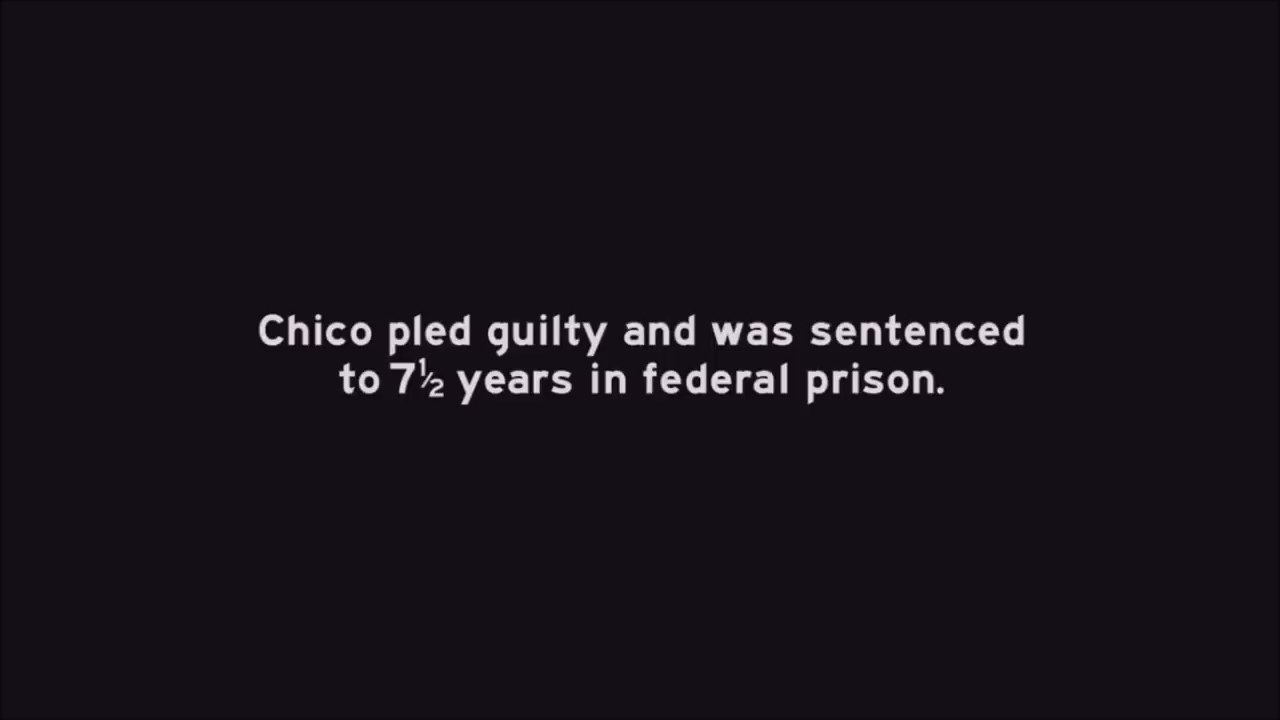 Chico pled guilty and was sentenced
to 7½ years in federal prison.